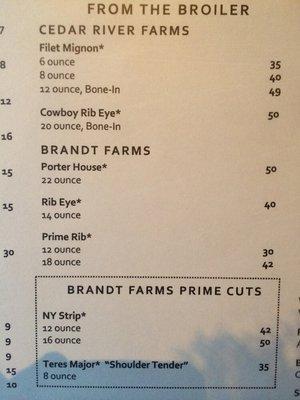 FROM THE BROILER
7
CEDAR RIVER FARMS
Filet Mignon*
8
6 ounce 35
8 ounce 40
12 ounce, Bone-In 49
12
Cowboy Rib Eye* 50
20 ounce, Bone-In
16
BRANDT FARMS
15
Porter House* 50
22 ounce
15
Rib Eye* 40
14 ounce
Prime Rib*
30
12 ounce 30
18 ounce 42
BRANDT FARMS PRIME CUTS
NY Strip*
9
12 ounce 42
9
16 ounce 50
9
15
Teres Major* "Shoulder Tender" 35
10
8 ounce